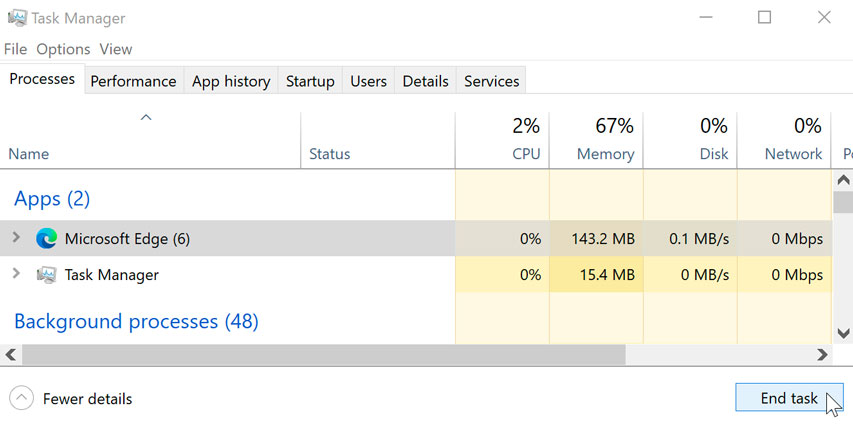 Task Manager
File Options View
Processes Performance App history Startup Users Details Services
2% 67% 0% 0%
Name Status CPU Memory Disk Network
Apps (2)
Microsoft Edge (6) 0% 143.2 MB 0.1 MB/s 0 Mbps
Task Manager 0% 15.4 MB 0 MB/s 0 Mbps
Background processes (48)
Fewer details End task